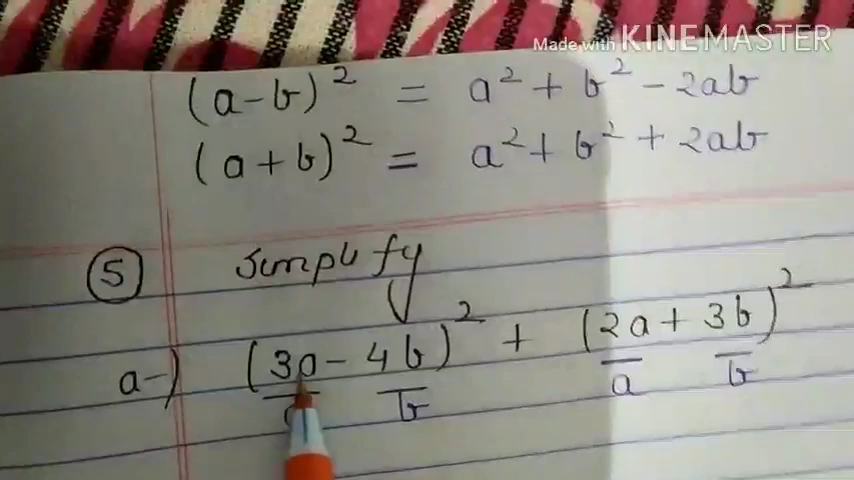 Made with KINEMASTER
(a-b)² = a² + b² - 2ab
(a+b)² = a² + b² + 2ab
5 Simplify
a-) (3a - 4b)² + (2a + 3b)²
a b a b